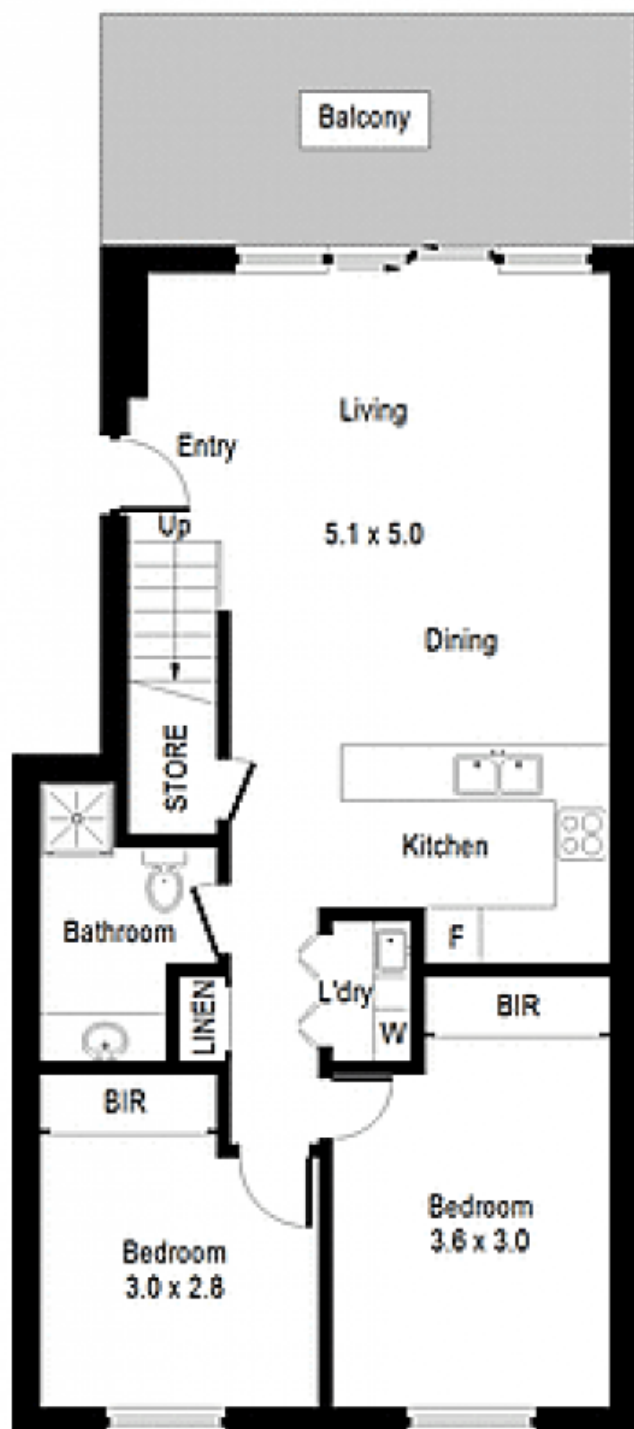 Balcony
Living
Entry
Up
5.1 x 5.0
Dining
STORE
Kitchen
Bathroom
F
LINEN
L'dry
W
BIR
BIR
Bedroom
3.6 x 3.0
Bedroom
3.0 x 2.8